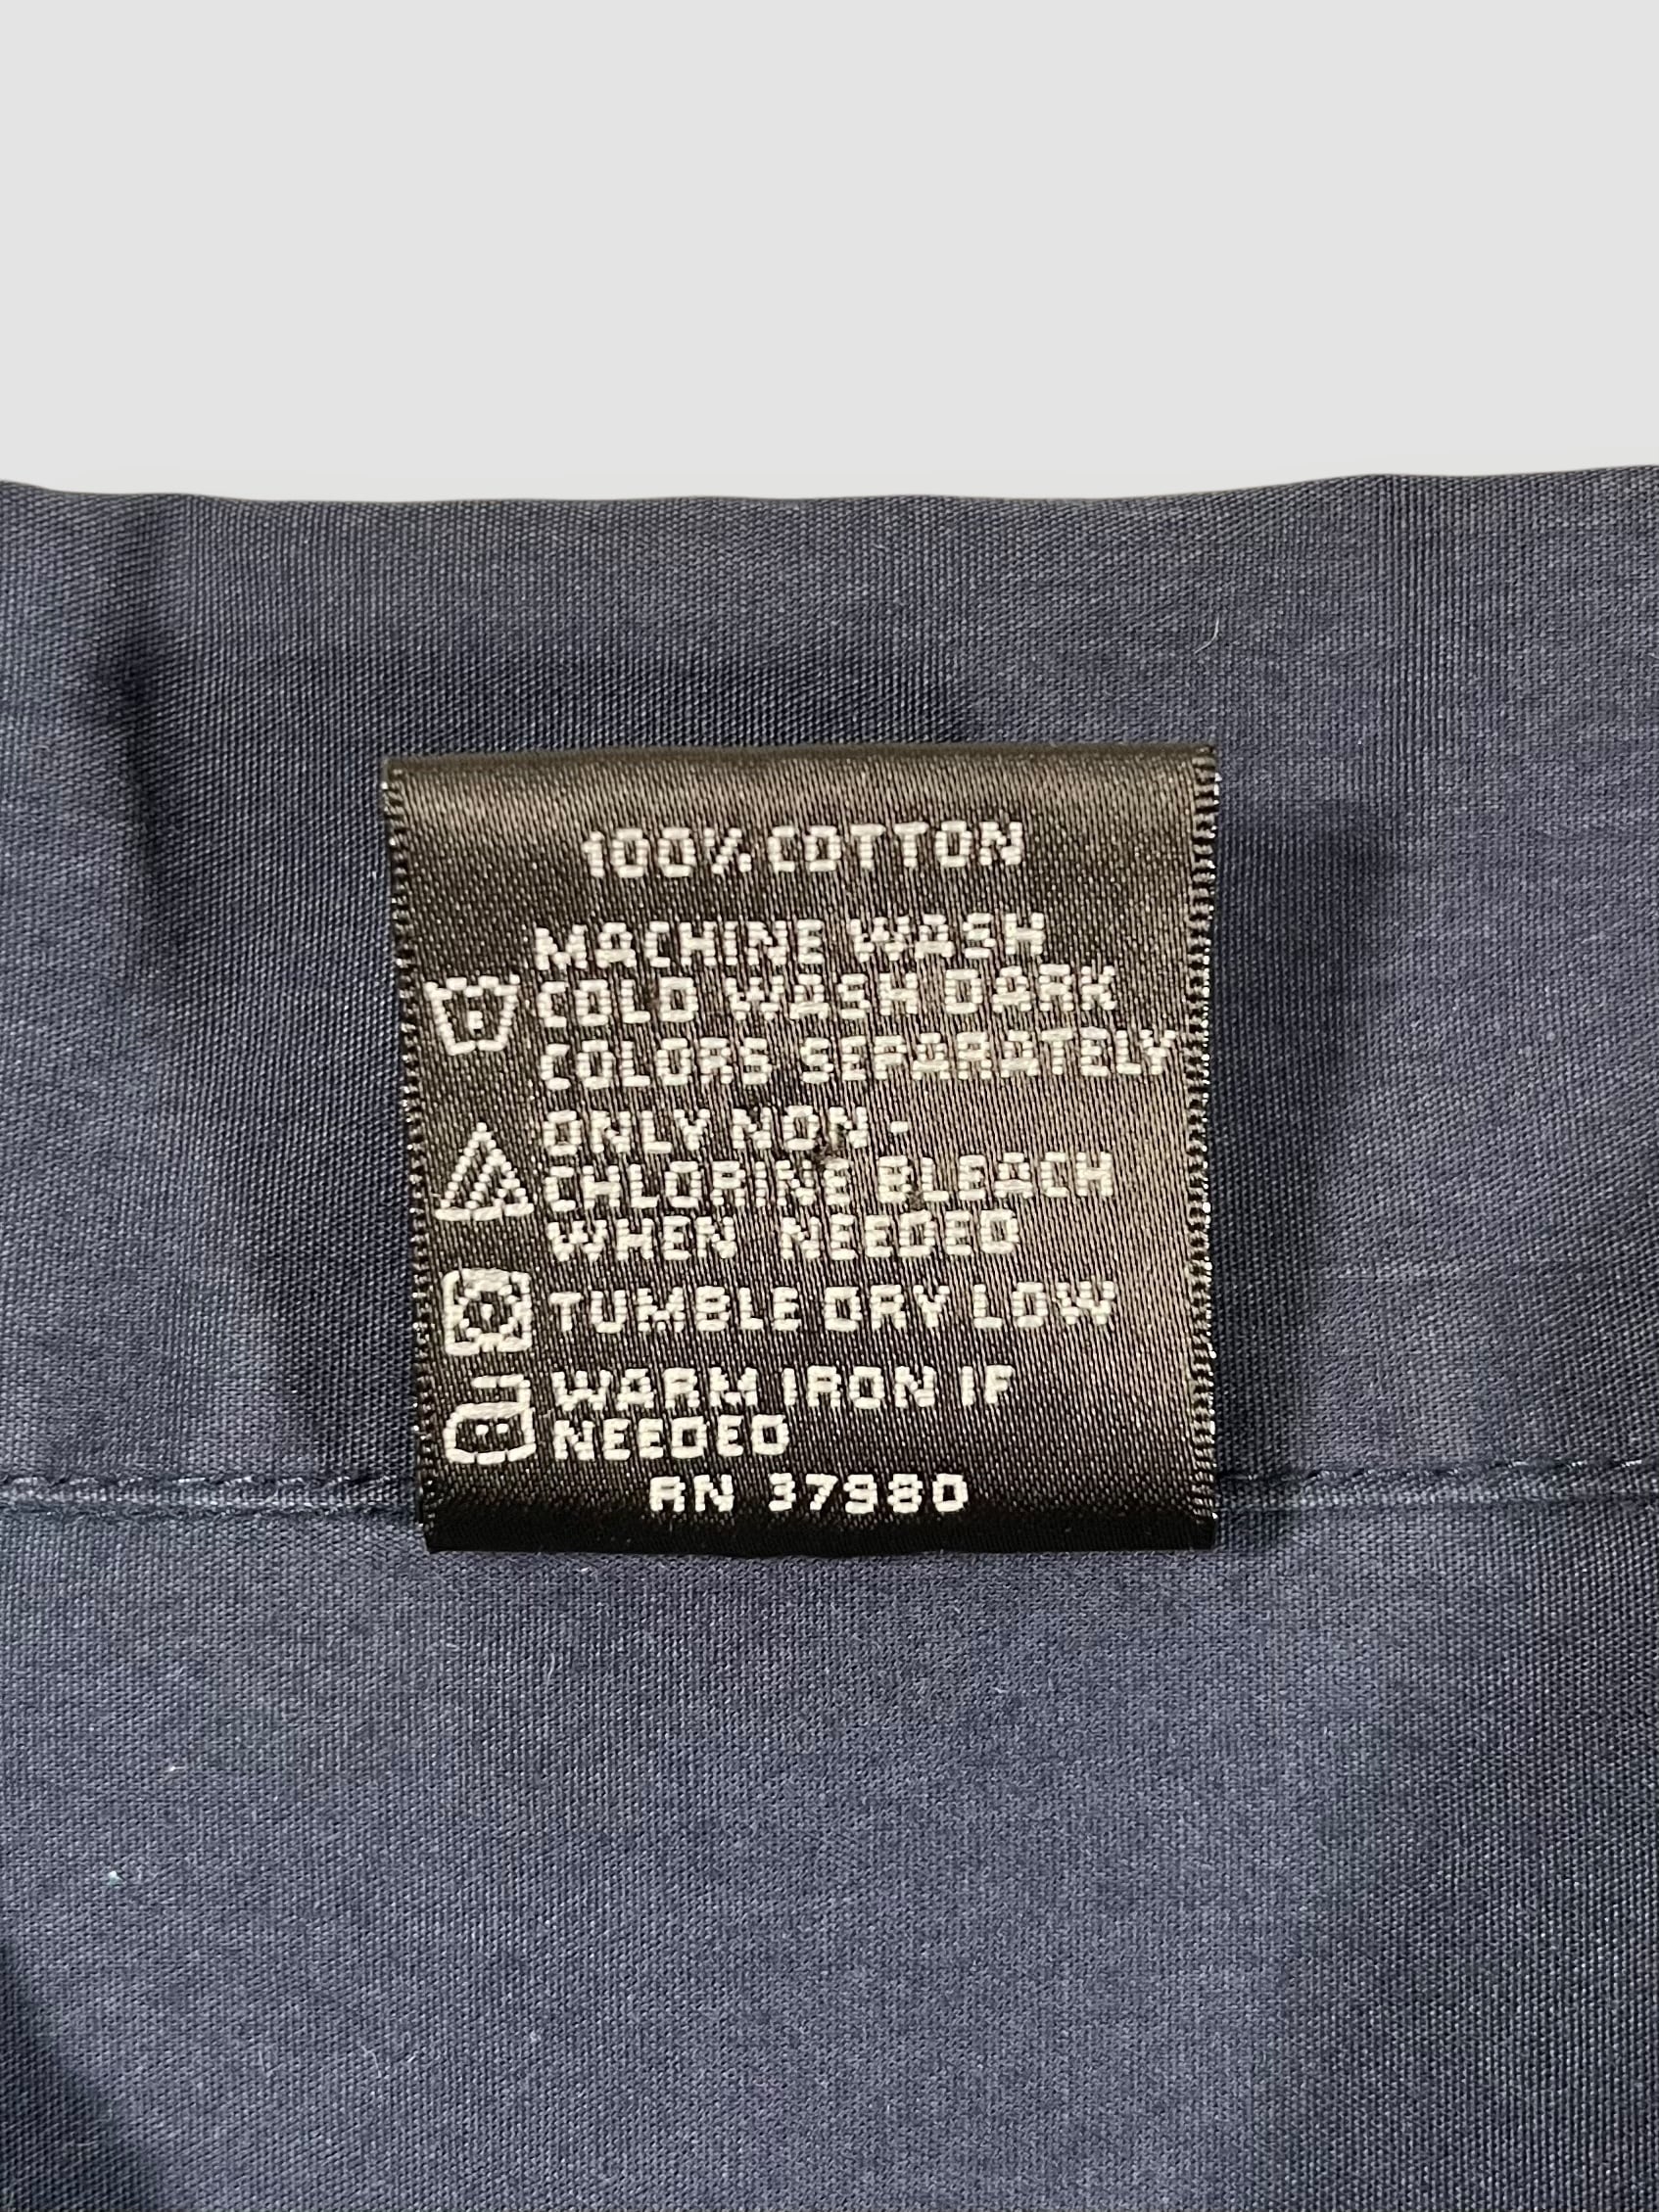 100% COTTON
MACHINE WASH
COLD WASH DARK
COLORS SEPARATELY
ONLY NON-
CHLORINE BLEACH
WHEN NEEDED
TUMBLE DRY LOW
WARM IRON IF
NEEDED
RN 37980